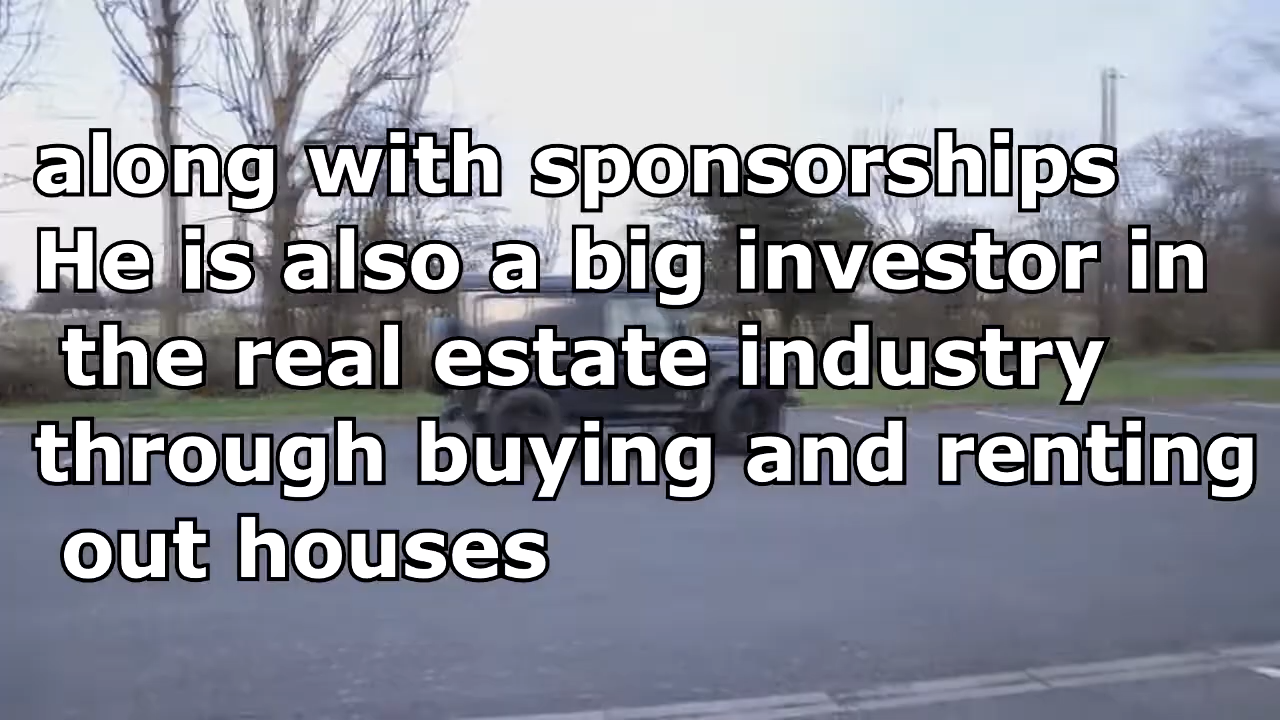 along with sponsorships
He is also a big investor in
the real estate industry
through buying and renting
out houses